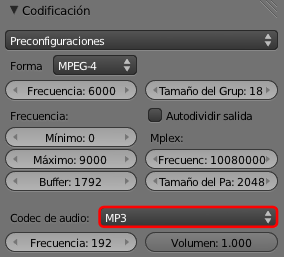 Codificación
Preconfiguraciones
Forma MPEG-4
Frecuencia: 6000 Tamaño del Grup: 18
Frecuencia: Autodividir salida
Mínimo: 0 Mplex:
Máximo: 9000 Frecuenc: 10080000
Buffer: 1792 Tamaño del Pa: 2048
Codec de audio: MP3
Frecuencia: 192 Volumen: 1.000